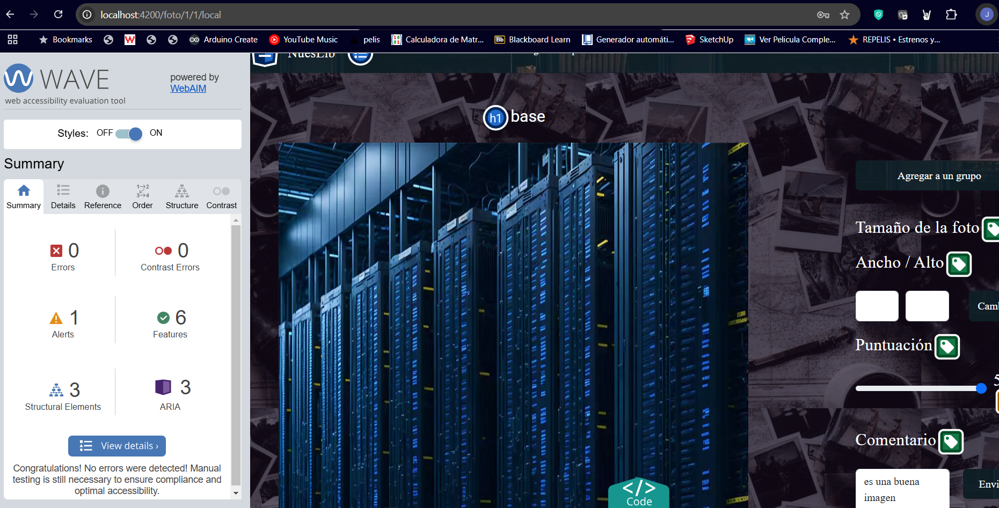 localhost:4200/foto/1/1/local
J
Bookmarks
Arduino Create
YouTube Music
pelis
Calculadora de Matr...
Bb
Blackboard Learn
Generador automáti...
SketchUp
Ver Pelicula Comple...
REPELIS • Estrenos y...
WAVE
powered by
WebAIM
web accessibility evaluation tool
Styles:
OFF
ON
Summary
Summary
Details
Reference
Order
Structure
Contrast
0
Errors
0
Contrast Errors
1
Alerts
6
Features
3
Structural Elements
3
ARIA
View details ›
Congratulations! No errors were detected! Manual
testing is still necessary to ensure compliance and
optimal accessibility.
NuesLib
h1 base
Agregar a un grupo
Tamaño de la foto
Ancho / Alto
Puntuación
5
Comentario
es una buena
imagen
</> Code